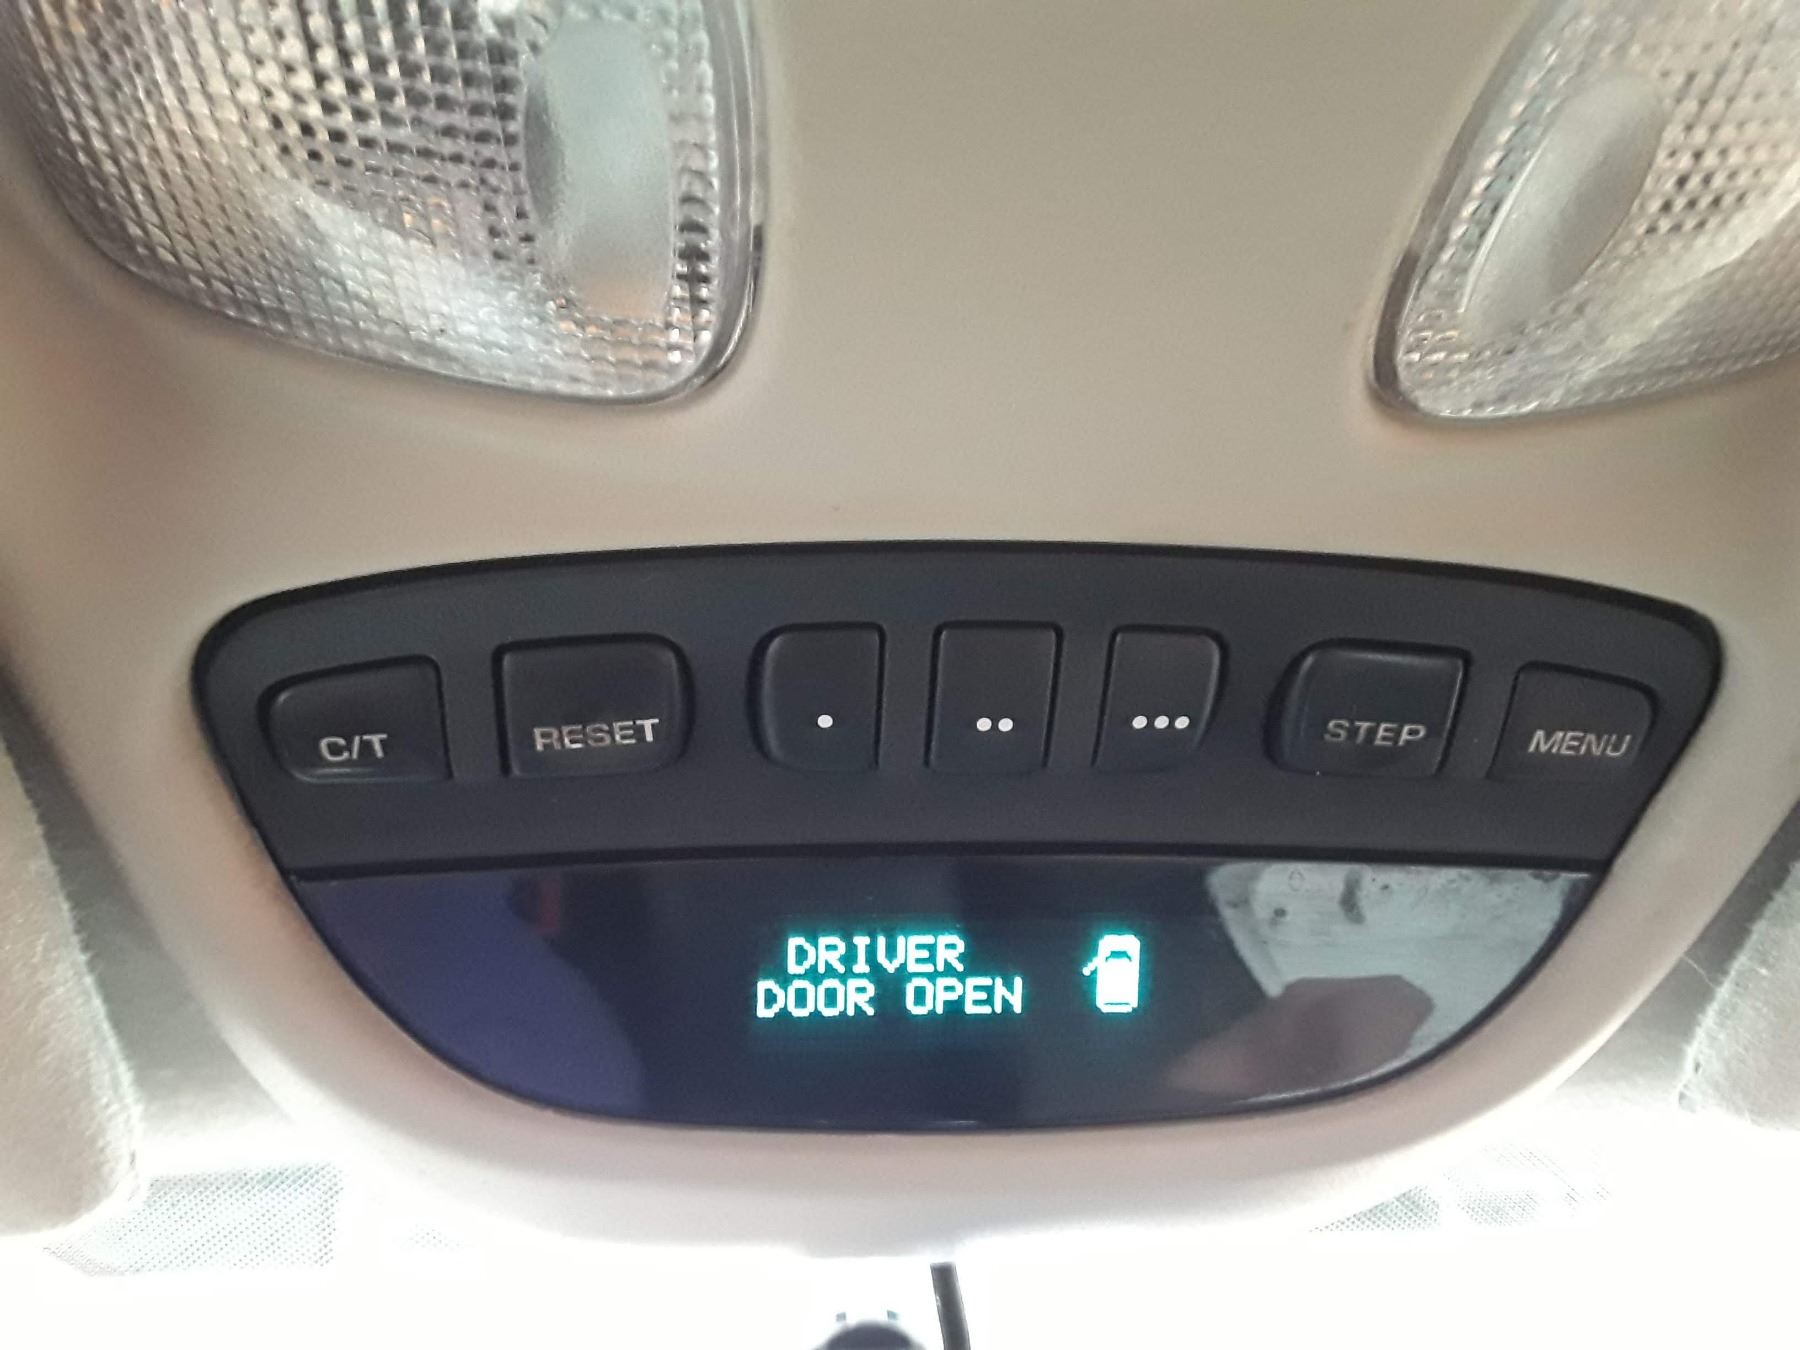 C/T RESET • •• ••• STEP MENU
DRIVER
DOOR OPEN